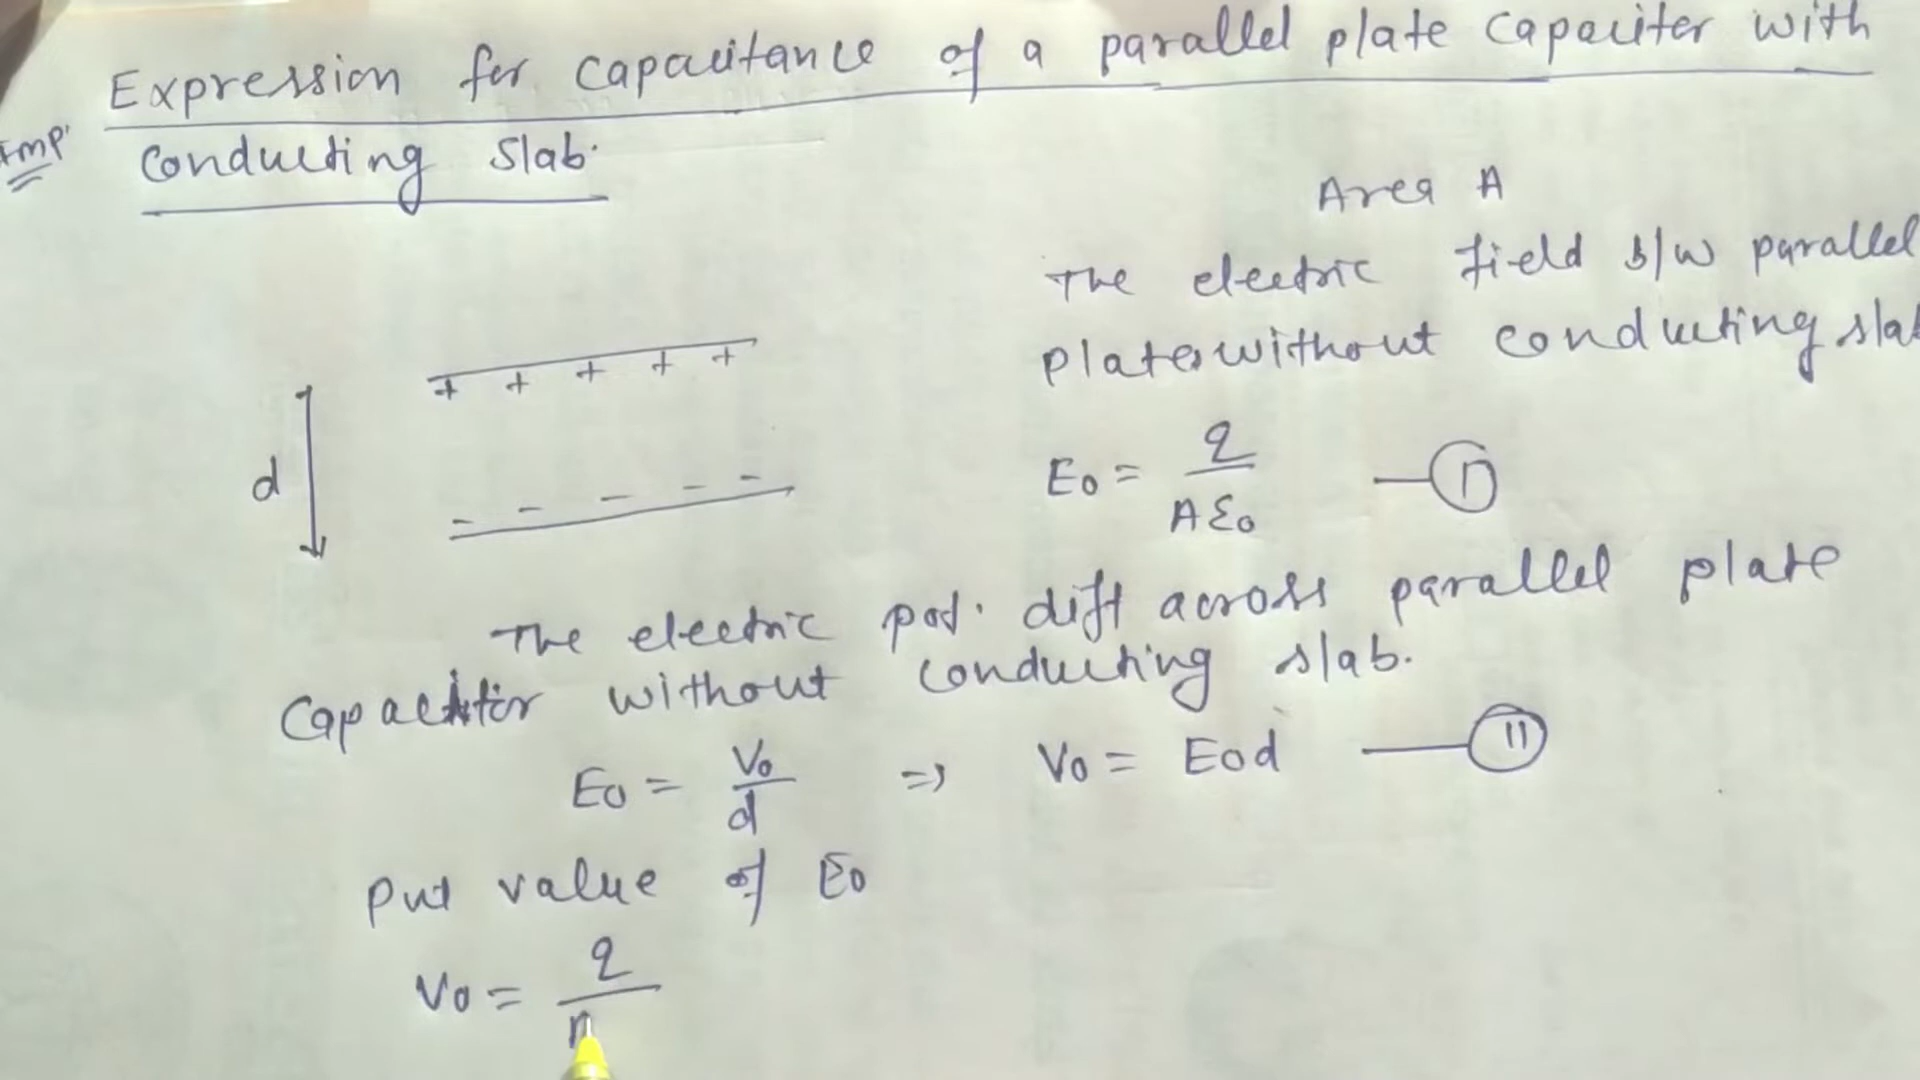 Expression for capacitance of a parallel plate capaciter with
Imp. Conducting Slab.
Area A
The electric field b/w parallel
plates without conducting slab
+ + + + +
d
- - - - -
E0 = q / Aε0 — (I)
The electric pot. diff across parallel plate
Capacitor without conducting slab.
E0 = V0 / d => V0 = E0d — (II)
Put value of E0
V0 = q /